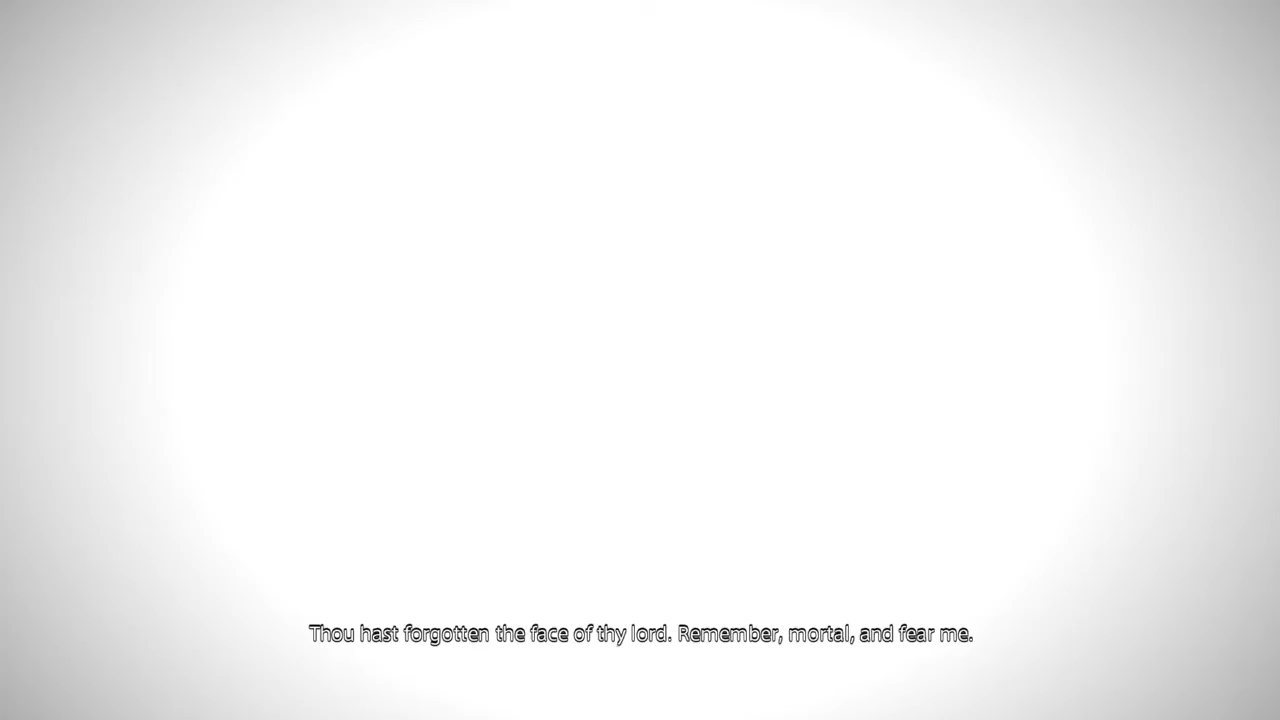 Thou hast forgotten the face of thy lord. Remember, mortal, and fear me.